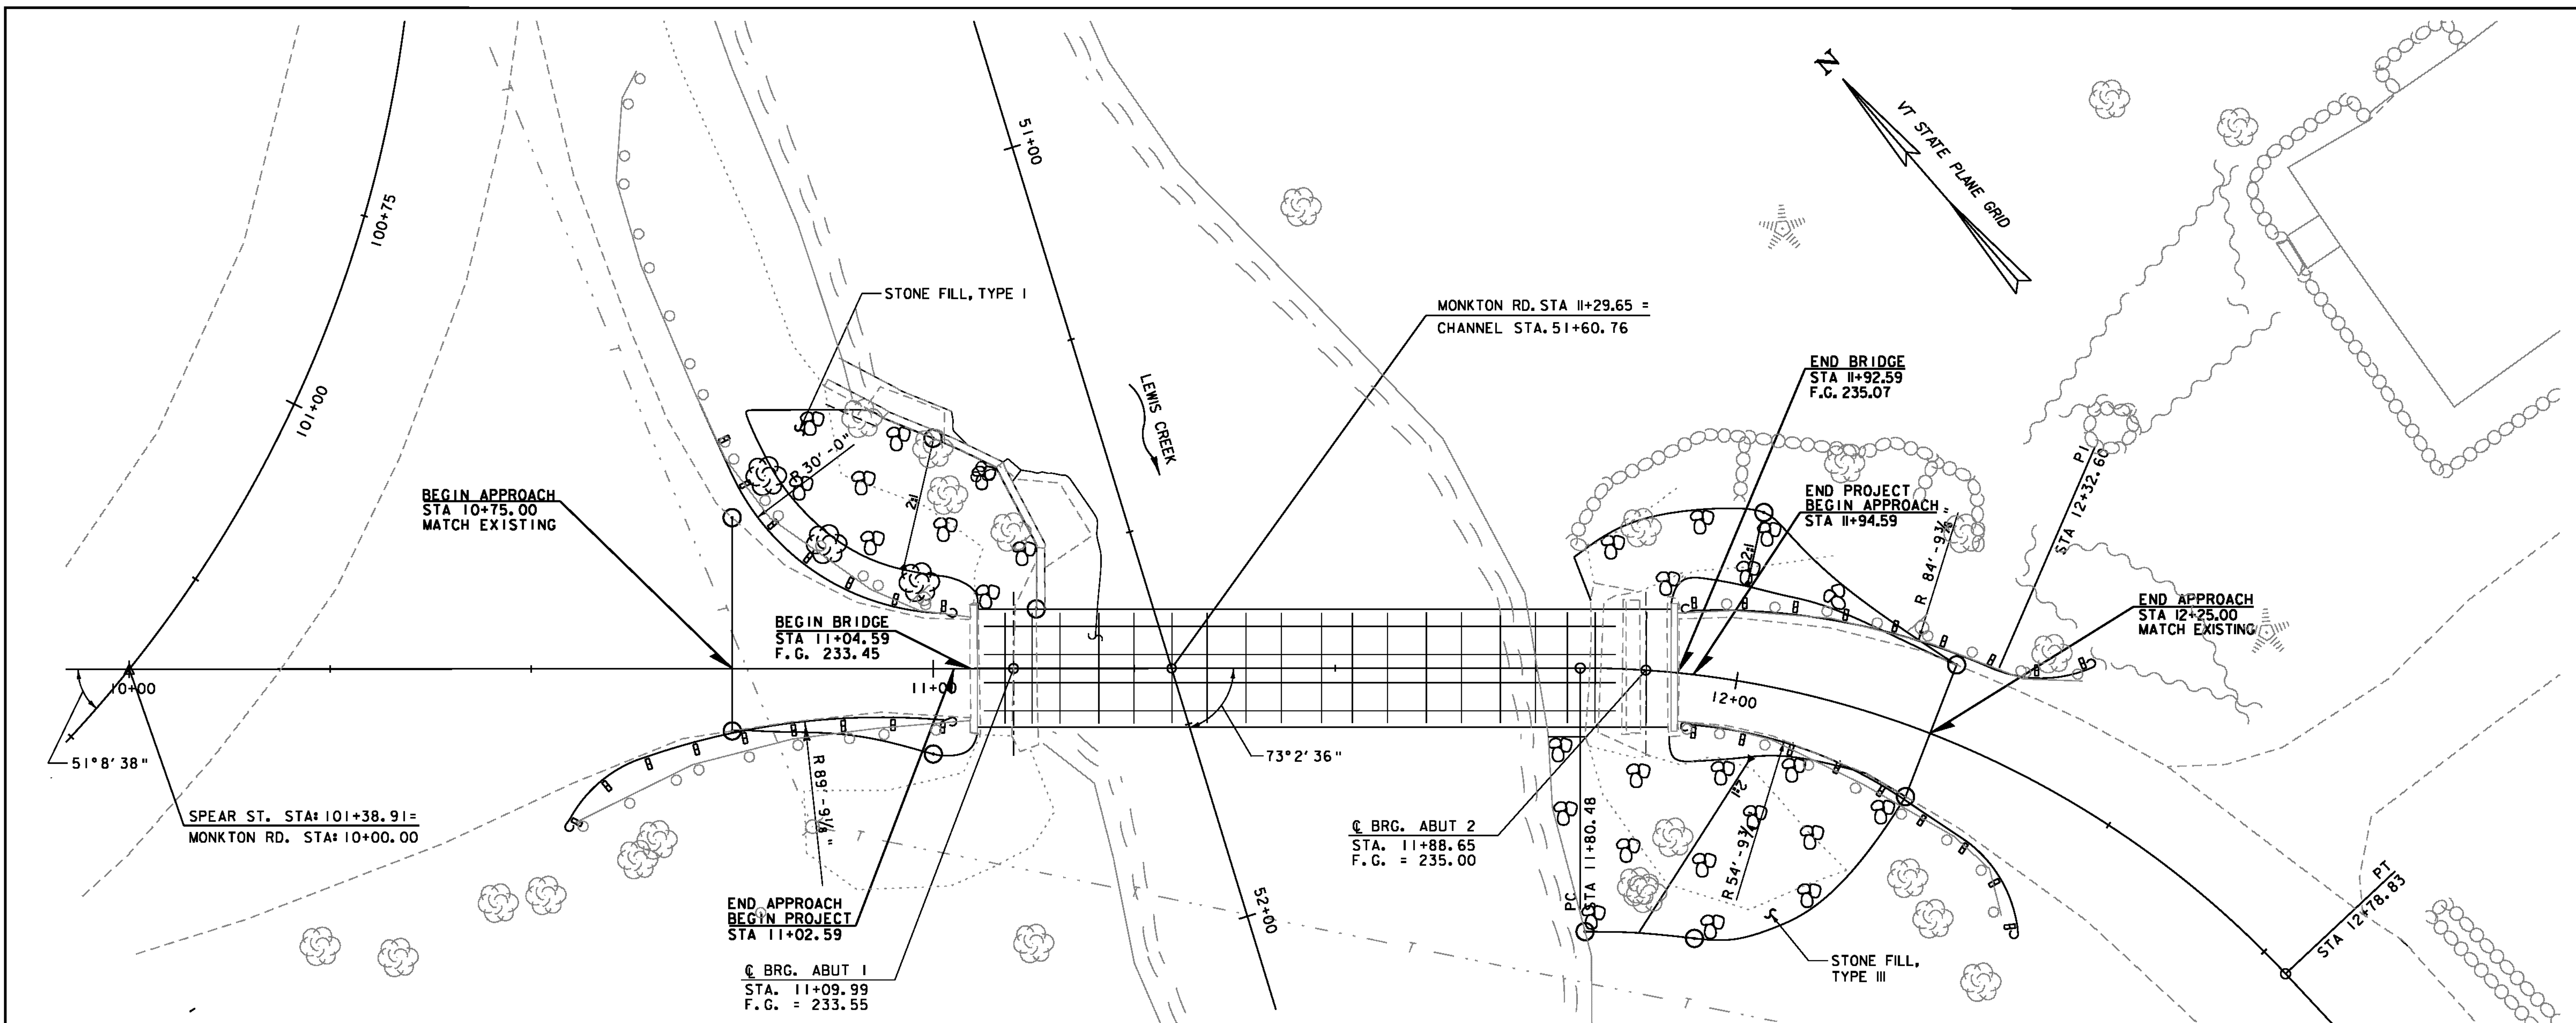 N
VT STATE PLANE GRID
100+75
101+00
51+00
STONE FILL, TYPE I
MONKTON RD. STA 11+29.65 =
CHANNEL STA. 51+60.76
LEWIS CREEK
END BRIDGE
STA 11+92.59
F.G. 235.07
BEGIN APPROACH
STA 10+75.00
MATCH EXISTING
R 30'-0"
2:1
END PROJECT
BEGIN APPROACH
STA 11+94.59
2:1
R 84'-9⅜"
PI
STA 12+32.60
END APPROACH
STA 12+25.00
MATCH EXISTING
BEGIN BRIDGE
STA 11+04.59
F.G. 233.45
10+00
11+00
12+00
51°8'38"
73°2'36"
SPEAR ST. STA: 101+38.91=
MONKTON RD. STA: 10+00.00
R 89'-9⅛"
℄ BRG. ABUT 2
STA. 11+88.65
F.G. = 235.00
PC
STA 11+80.48
2:1
R 54'-9¾"
END APPROACH
BEGIN PROJECT
STA 11+02.59
52+00
℄ BRG. ABUT 1
STA. 11+09.99
F.G. = 233.55
STONE FILL,
TYPE III
PT
STA 12+78.83
T
T
T
T
T
T
T